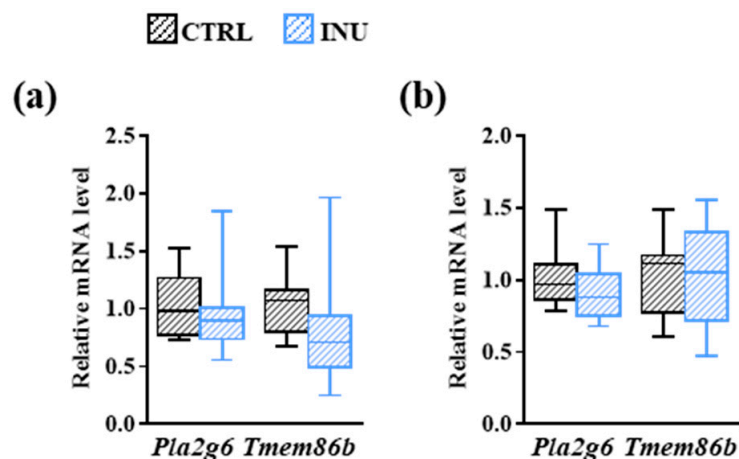 CTRL INU
(a)
Relative mRNA level
2.5
2.0
1.5
1.0
0.5
0.0
Pla2g6 Tmem86b
(b)
Relative mRNA level
2.0
1.5
1.0
0.5
0.0
Pla2g6 Tmem86b